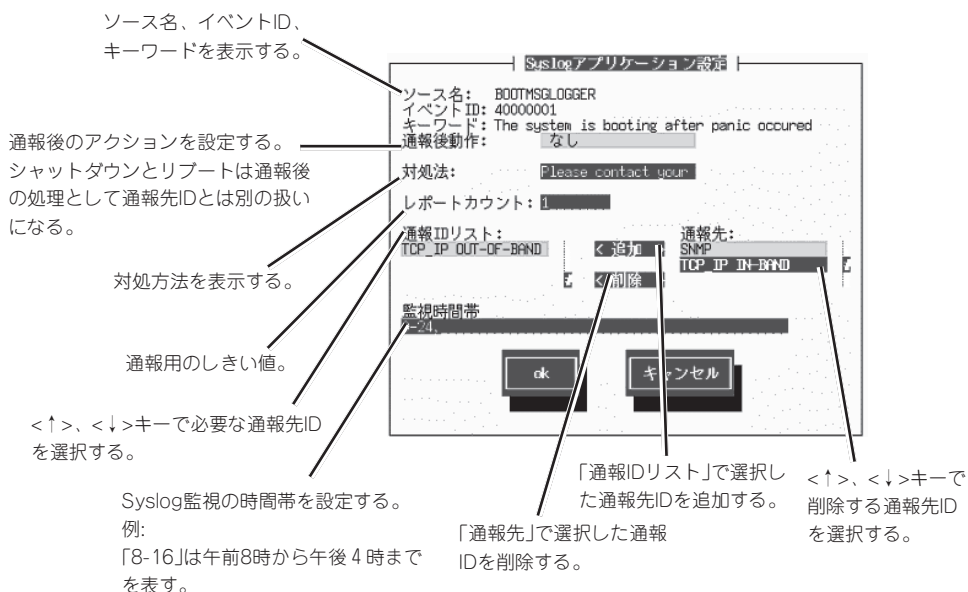 ソース名、イベントID、
キーワードを表示する。
Syslogアプリケーション設定
ソース名: BOOTMSGLOGGER
イベントID: 40000001
キーワード: The system is booting after panic occured
通報後動作: なし
対処法: Please contact your
レポートカウント: 1
通報IDリスト:
TCP_IP OUT-OF-BAND
< 追加 >
< 削除 >
通報先:
SNMP
TCP_IP IN-BAND
監視時間帯
0-24,
ok
キャンセル
通報後のアクションを設定する。
シャットダウンとリブートは通報後
の処理として通報先IDとは別の扱い
になる。
対処方法を表示する。
通報用のしきい値。
<↑>、<↓>キーで必要な通報先ID
を選択する。
Syslog監視の時間帯を設定する。
例:
「8-16」は午前8時から午後4時まで
を表す。
「通報先」で選択した通報
IDを削除する。
「通報IDリスト」で選択し
た通報先IDを追加する。
<↑>、<↓>キーで
削除する通報先ID
を選択する。